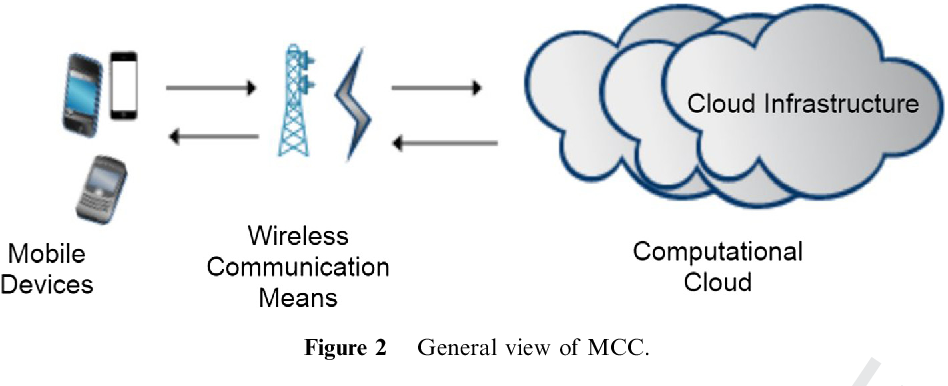 Cloud Infrastructure
Mobile
Devices
Wireless
Communication
Means
Computational
Cloud
Figure 2 General view of MCC.